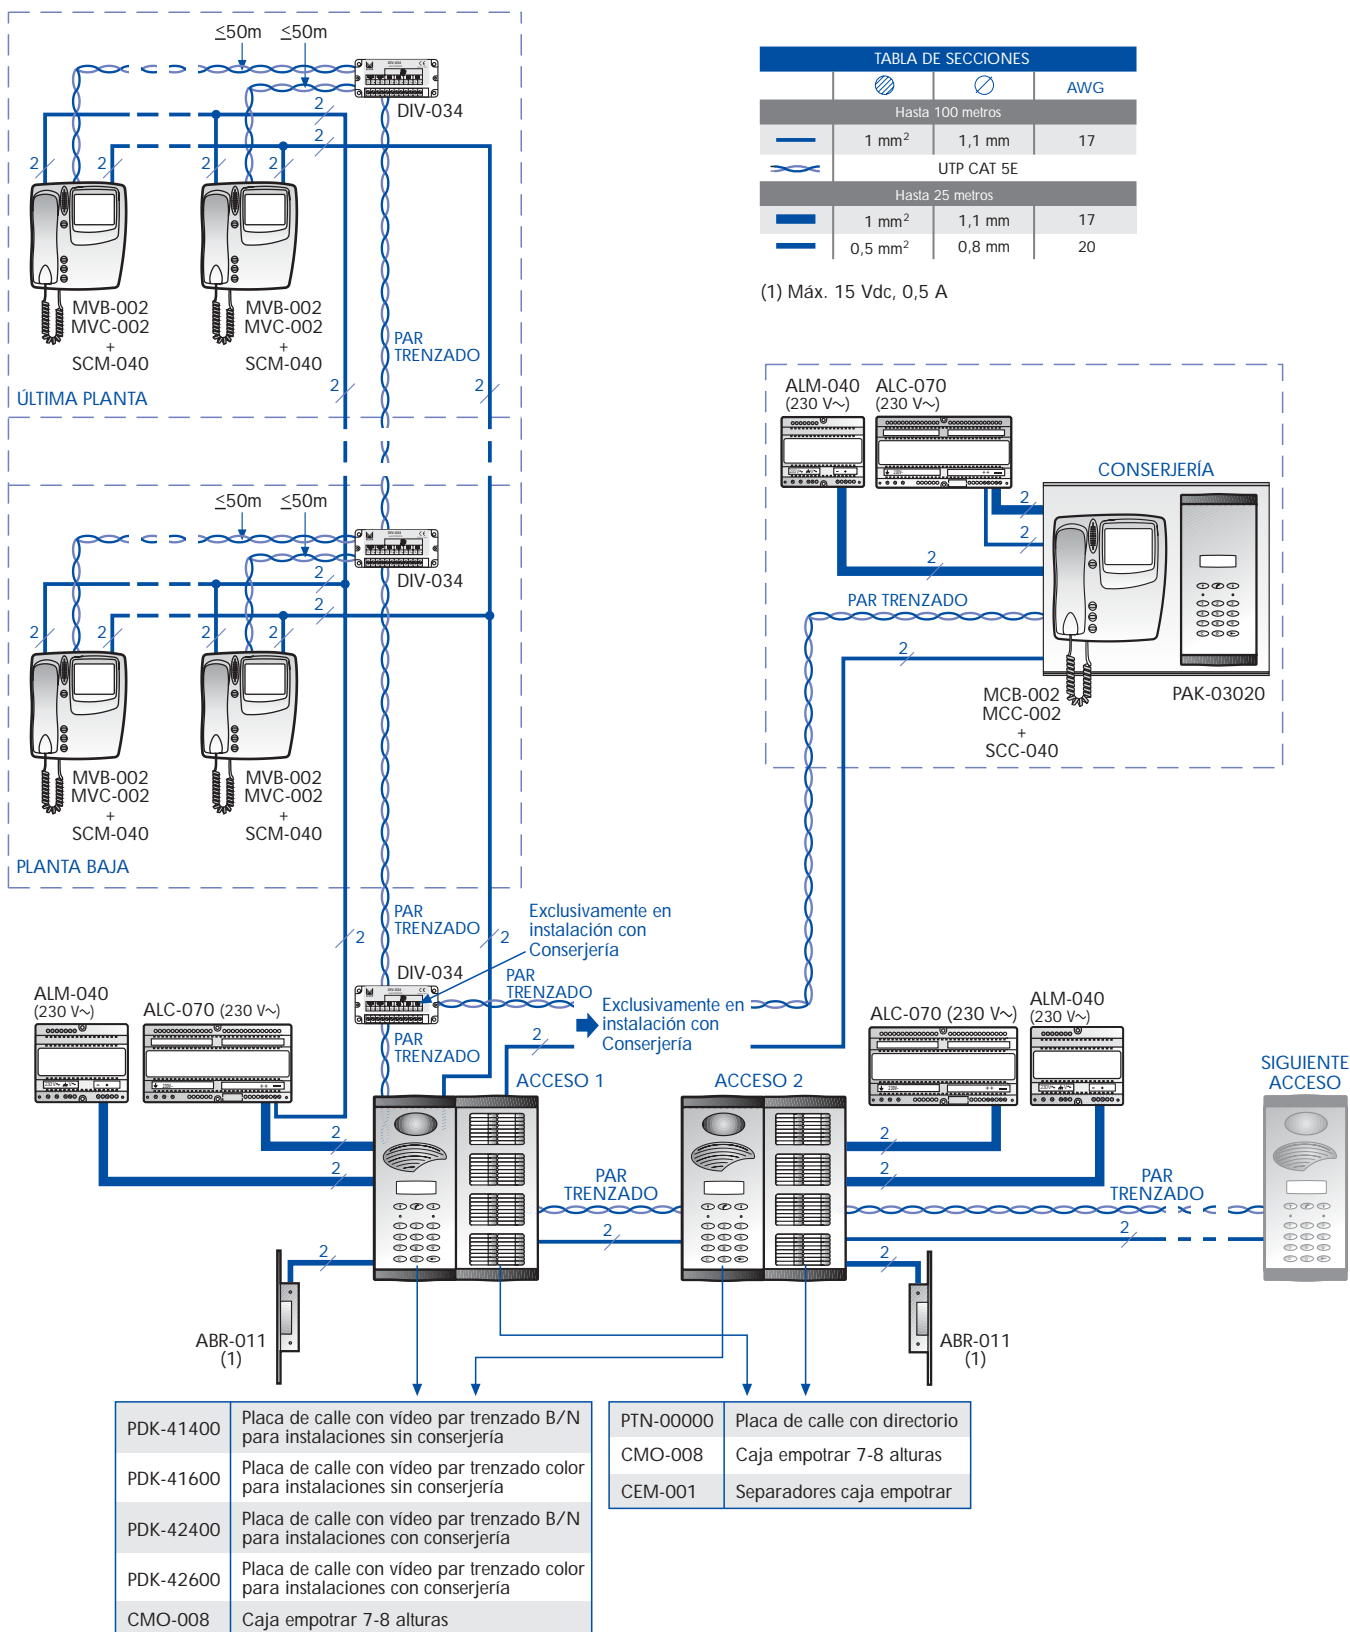 ≤50m ≤50m
DIV-034
2
2
2 2 2 2
MVB-002
MVC-002
+
SCM-040
MVB-002
MVC-002
+
SCM-040
PAR
TRENZADO
2 2
ÚLTIMA PLANTA
≤50m ≤50m
DIV-034
2
2
2 2 2 2
MVB-002
MVC-002
+
SCM-040
MVB-002
MVC-002
+
SCM-040
PLANTA BAJA
TABLA DE SECCIONES
AWG
Hasta 100 metros
1 mm² 1,1 mm 17
UTP CAT 5E
Hasta 25 metros
1 mm² 1,1 mm 17
0,5 mm² 0,8 mm 20
(1) Máx. 15 Vdc, 0,5 A
ALM-040
(230 V~)
ALC-070
(230 V~)
CONSERJERÍA
2
2
2
PAR TRENZADO
2
MCB-002
MCC-002
+
SCC-040
PAK-03020
PAR
TRENZADO
2 2
Exclusivamente en
instalación con
Conserjería
DIV-034
PAR
TRENZADO
PAR
TRENZADO
2
Exclusivamente en
instalación con
Conserjería
ALM-040
(230 V~)
ALC-070 (230 V~)
ACCESO 1
ACCESO 2
ALC-070 (230 V~)
ALM-040
(230 V~)
SIGUIENTE
ACCESO
2
2
2
2
PAR
TRENZADO
2
PAR
TRENZADO
2
2
2
ABR-011
(1)
ABR-011
(1)
PDK-41400 Placa de calle con vídeo par trenzado B/N
para instalaciones sin conserjería
PDK-41600 Placa de calle con vídeo par trenzado color
para instalaciones sin conserjería
PDK-42400 Placa de calle con vídeo par trenzado B/N
para instalaciones con conserjería
PDK-42600 Placa de calle con vídeo par trenzado color
para instalaciones con conserjería
CMO-008 Caja empotrar 7-8 alturas
PTN-00000 Placa de calle con directorio
CMO-008 Caja empotrar 7-8 alturas
CEM-001 Separadores caja empotrar